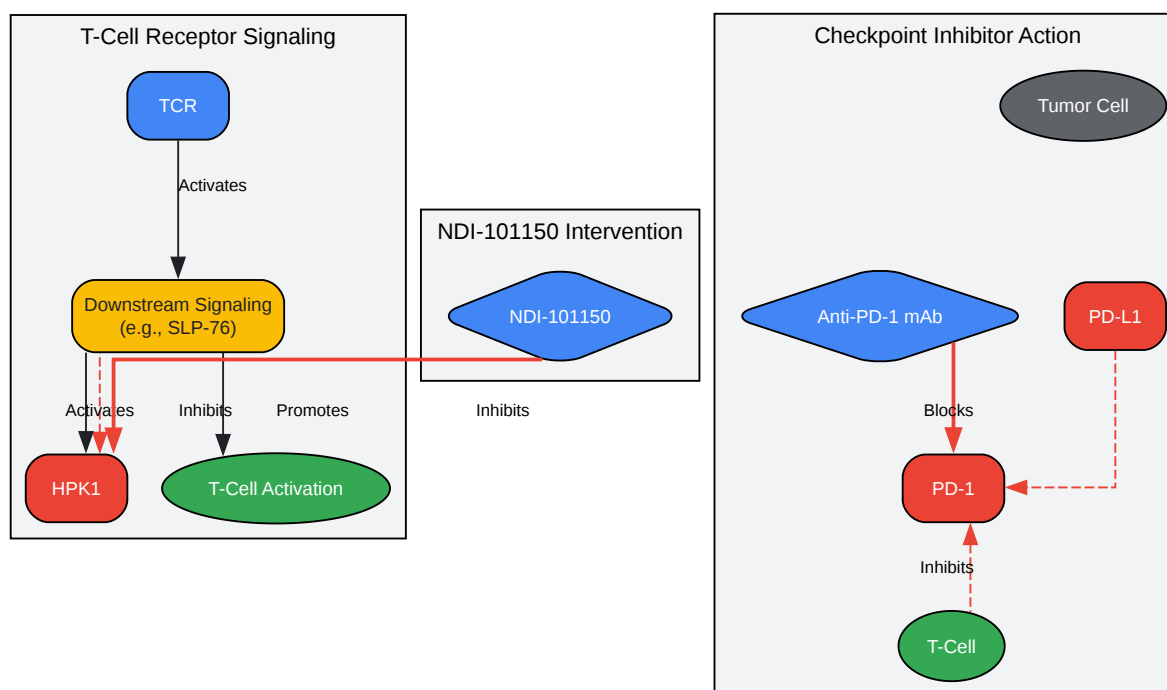 T-Cell Receptor Signaling
TCR
Activates
Downstream Signaling
(e.g., SLP-76)
Activates
Inhibits
Promotes
HPK1
T-Cell Activation
NDI-101150 Intervention
NDI-101150
Inhibits
Checkpoint Inhibitor Action
Tumor Cell
Anti-PD-1 mAb
PD-L1
Blocks
PD-1
Inhibits
T-Cell